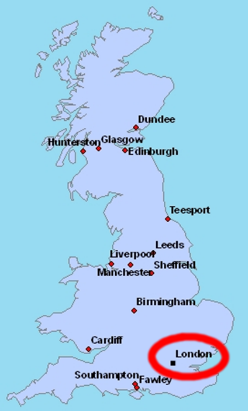 Dundee
Hunterston
Glasgow
Edinburgh
Teesport
Leeds
Liverpool
Manchester
Sheffield
Birmingham
Cardiff
London
Southampton
Fawley